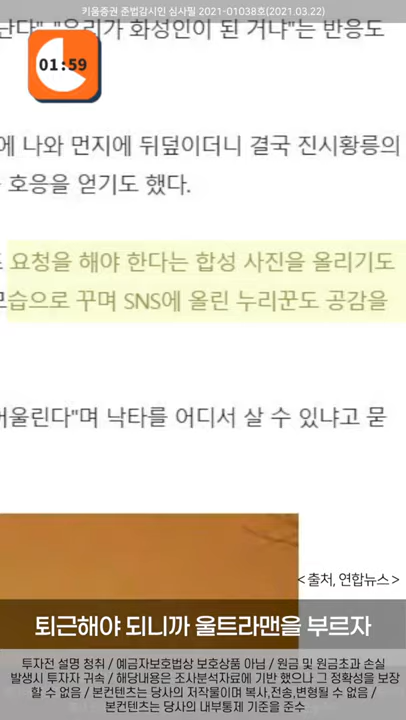 키움증권 준법감시인 심사필 2021-01038호(2021.03.22)
난다" "우리가 화성인이 된 거냐"는 반응도
01:59
에 나와 먼지에 뒤덮이더니 결국 진시황릉의
호응을 얻기도 했다.
요청을 해야 한다는 합성 사진을 올리기도
모습으로 꾸며 SNS에 올린 누리꾼도 공감을
어울린다"며 낙타를 어디서 살 수 있냐고 묻
<출처, 연합뉴스>
퇴근해야 되니까 울트라맨을 부르자
투자전 설명 청취 / 예금자보호법상 보호상품 아님 / 원금 및 원금초과 손실
발생시 투자자 귀속 / 해당내용은 조사분석자료에 기반 했으나 그 정확성을 보장
할 수 없음 / 본컨텐츠는 당사의 저작물이며 복사,전송,변형될 수 없음 /
본컨텐츠는 당사의 내부통제 기준을 준수